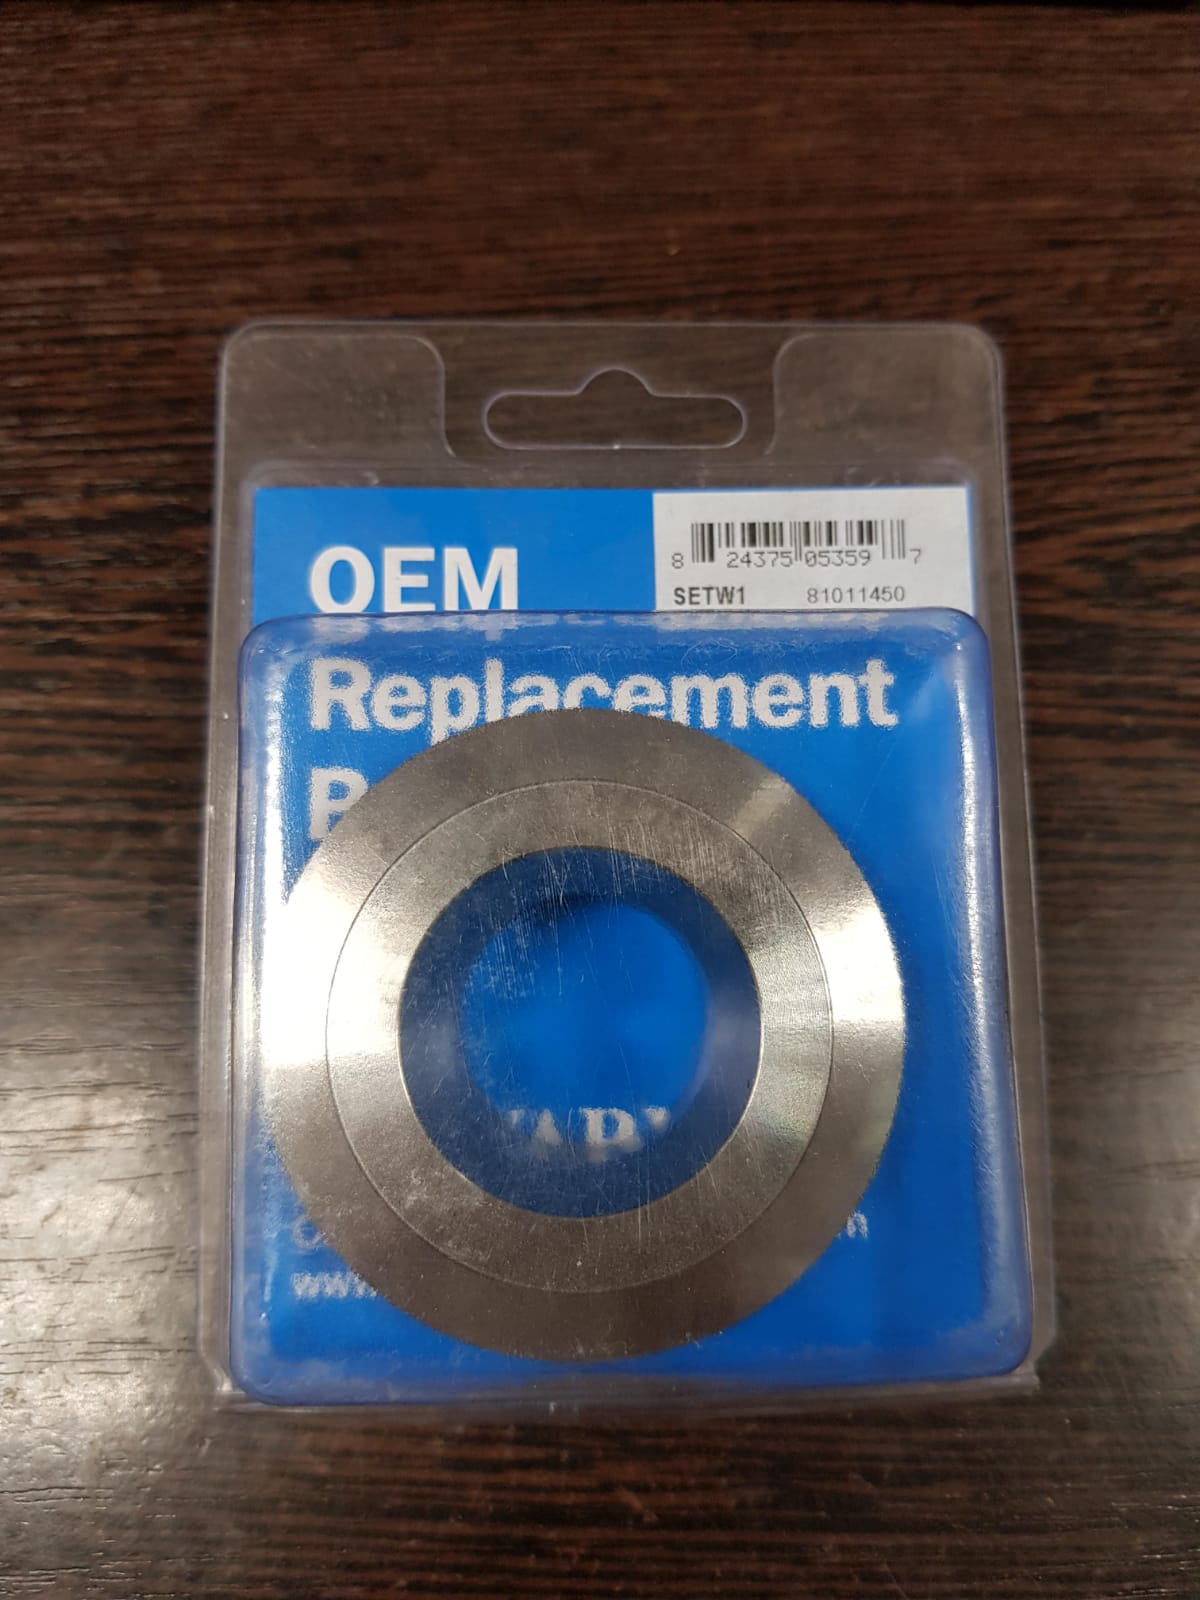 OEM
8 24375 05359 7
SETW1 81011450
Replacement